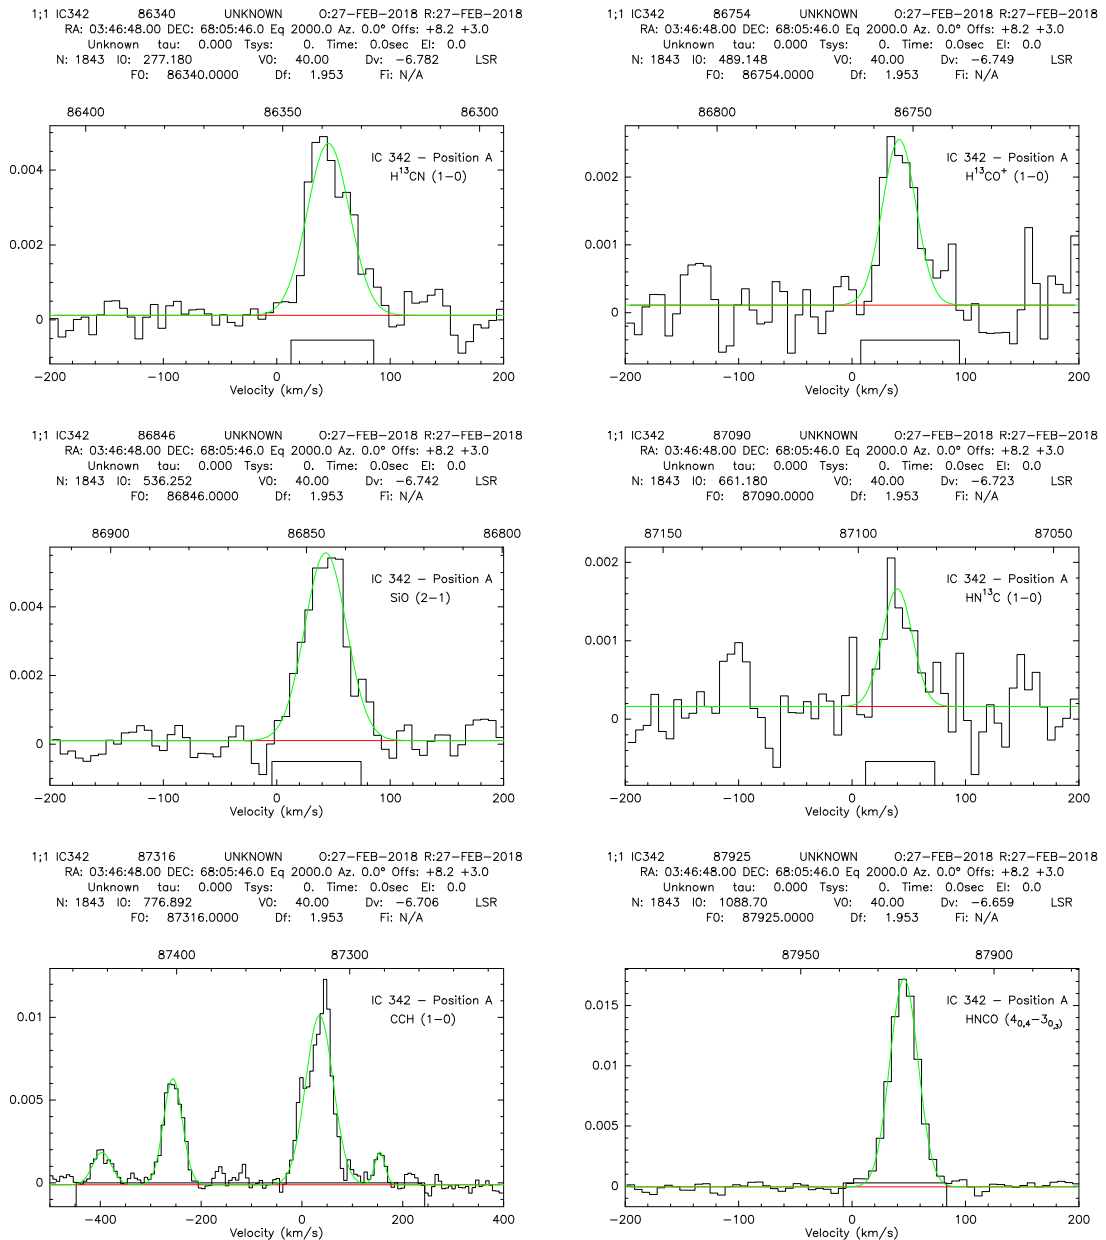 1;1 IC342 86340 UNKNOWN O:27-FEB-2018 R:27-FEB-2018
RA: 03:46:48.00 DEC: 68:05:46.0 Eq 2000.0 Az. 0.0° Offs: +8.2 +3.0
Unknown tau: 0.000 Tsys: 0. Time: 0.0sec El: 0.0
N: 1843 I0: 277.180 V0: 40.00 Dv: -6.782 LSR
F0: 86340.0000 Df: 1.953 Fi: N/A
86400 86350 86300
IC 342 - Position A
H¹³CN (1-0)
0.004
0.002
0
-200 -100 0 100 200
Velocity (km/s)
1;1 IC342 86754 UNKNOWN O:27-FEB-2018 R:27-FEB-2018
RA: 03:46:48.00 DEC: 68:05:46.0 Eq 2000.0 Az. 0.0° Offs: +8.2 +3.0
Unknown tau: 0.000 Tsys: 0. Time: 0.0sec El: 0.0
N: 1843 I0: 489.148 V0: 40.00 Dv: -6.749 LSR
F0: 86754.0000 Df: 1.953 Fi: N/A
86800 86750
IC 342 - Position A
H¹³CO⁺ (1-0)
0.002
0.001
0
-200 -100 0 100 200
Velocity (km/s)
1;1 IC342 86846 UNKNOWN O:27-FEB-2018 R:27-FEB-2018
RA: 03:46:48.00 DEC: 68:05:46.0 Eq 2000.0 Az. 0.0° Offs: +8.2 +3.0
Unknown tau: 0.000 Tsys: 0. Time: 0.0sec El: 0.0
N: 1843 I0: 536.252 V0: 40.00 Dv: -6.742 LSR
F0: 86846.0000 Df: 1.953 Fi: N/A
86900 86850 86800
IC 342 - Position A
SiO (2-1)
0.004
0.002
0
-200 -100 0 100 200
Velocity (km/s)
1;1 IC342 87090 UNKNOWN O:27-FEB-2018 R:27-FEB-2018
RA: 03:46:48.00 DEC: 68:05:46.0 Eq 2000.0 Az. 0.0° Offs: +8.2 +3.0
Unknown tau: 0.000 Tsys: 0. Time: 0.0sec El: 0.0
N: 1843 I0: 661.180 V0: 40.00 Dv: -6.723 LSR
F0: 87090.0000 Df: 1.953 Fi: N/A
87150 87100 87050
IC 342 - Position A
HN¹³C (1-0)
0.002
0.001
0
-200 -100 0 100 200
Velocity (km/s)
1;1 IC342 87316 UNKNOWN O:27-FEB-2018 R:27-FEB-2018
RA: 03:46:48.00 DEC: 68:05:46.0 Eq 2000.0 Az. 0.0° Offs: +8.2 +3.0
Unknown tau: 0.000 Tsys: 0. Time: 0.0sec El: 0.0
N: 1843 I0: 776.892 V0: 40.00 Dv: -6.706 LSR
F0: 87316.0000 Df: 1.953 Fi: N/A
87400 87300
IC 342 - Position A
CCH (1-0)
0.01
0.005
0
-400 -200 0 200 400
Velocity (km/s)
1;1 IC342 87925 UNKNOWN O:27-FEB-2018 R:27-FEB-2018
RA: 03:46:48.00 DEC: 68:05:46.0 Eq 2000.0 Az. 0.0° Offs: +8.2 +3.0
Unknown tau: 0.000 Tsys: 0. Time: 0.0sec El: 0.0
N: 1843 I0: 1088.70 V0: 40.00 Dv: -6.659 LSR
F0: 87925.0000 Df: 1.953 Fi: N/A
87950 87900
IC 342 - Position A
HNCO (4₀,₄-3₀,₃)
0.015
0.01
0.005
0
-200 -100 0 100 200
Velocity (km/s)